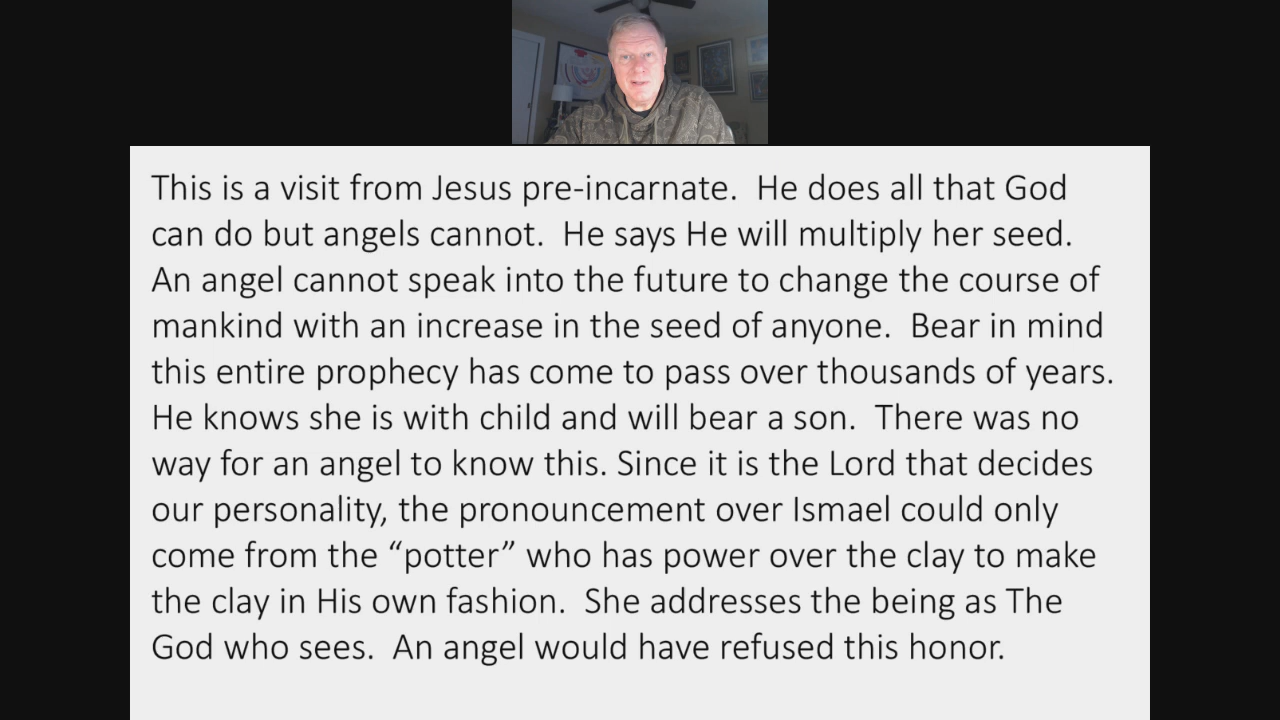 This is a visit from Jesus pre-incarnate.  He does all that God
can do but angels cannot.  He says He will multiply her seed.
An angel cannot speak into the future to change the course of
mankind with an increase in the seed of anyone.  Bear in mind
this entire prophecy has come to pass over thousands of years.
He knows she is with child and will bear a son.  There was no
way for an angel to know this. Since it is the Lord that decides
our personality, the pronouncement over Ismael could only
come from the “potter” who has power over the clay to make
the clay in His own fashion.  She addresses the being as The
God who sees.  An angel would have refused this honor.